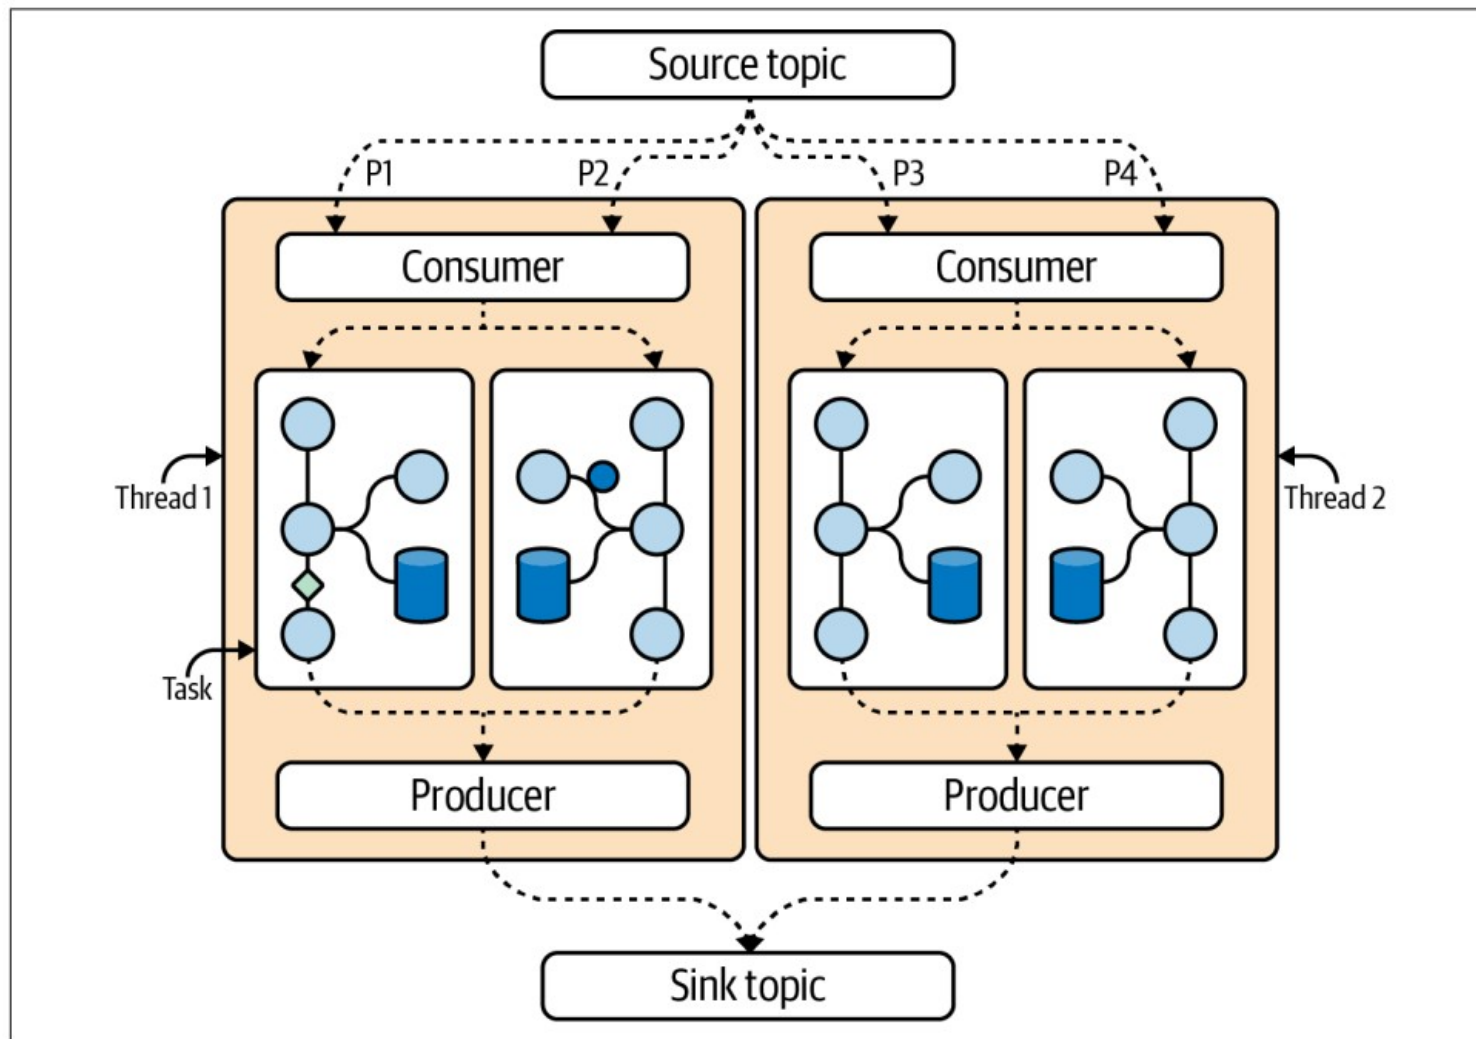 Source topic
P1
P2
P3
P4
Consumer
Consumer
Thread 1
Thread 2
Task
Producer
Producer
Sink topic